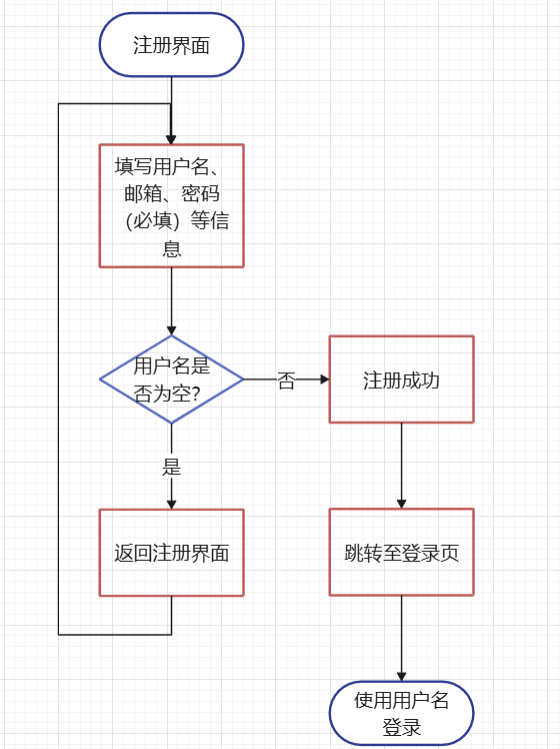 注册界面
填写用户名、
邮箱、密码
（必填）等信
息
用户名是
否为空？
否
注册成功
是
返回注册界面
跳转至登录页
使用用户名
登录